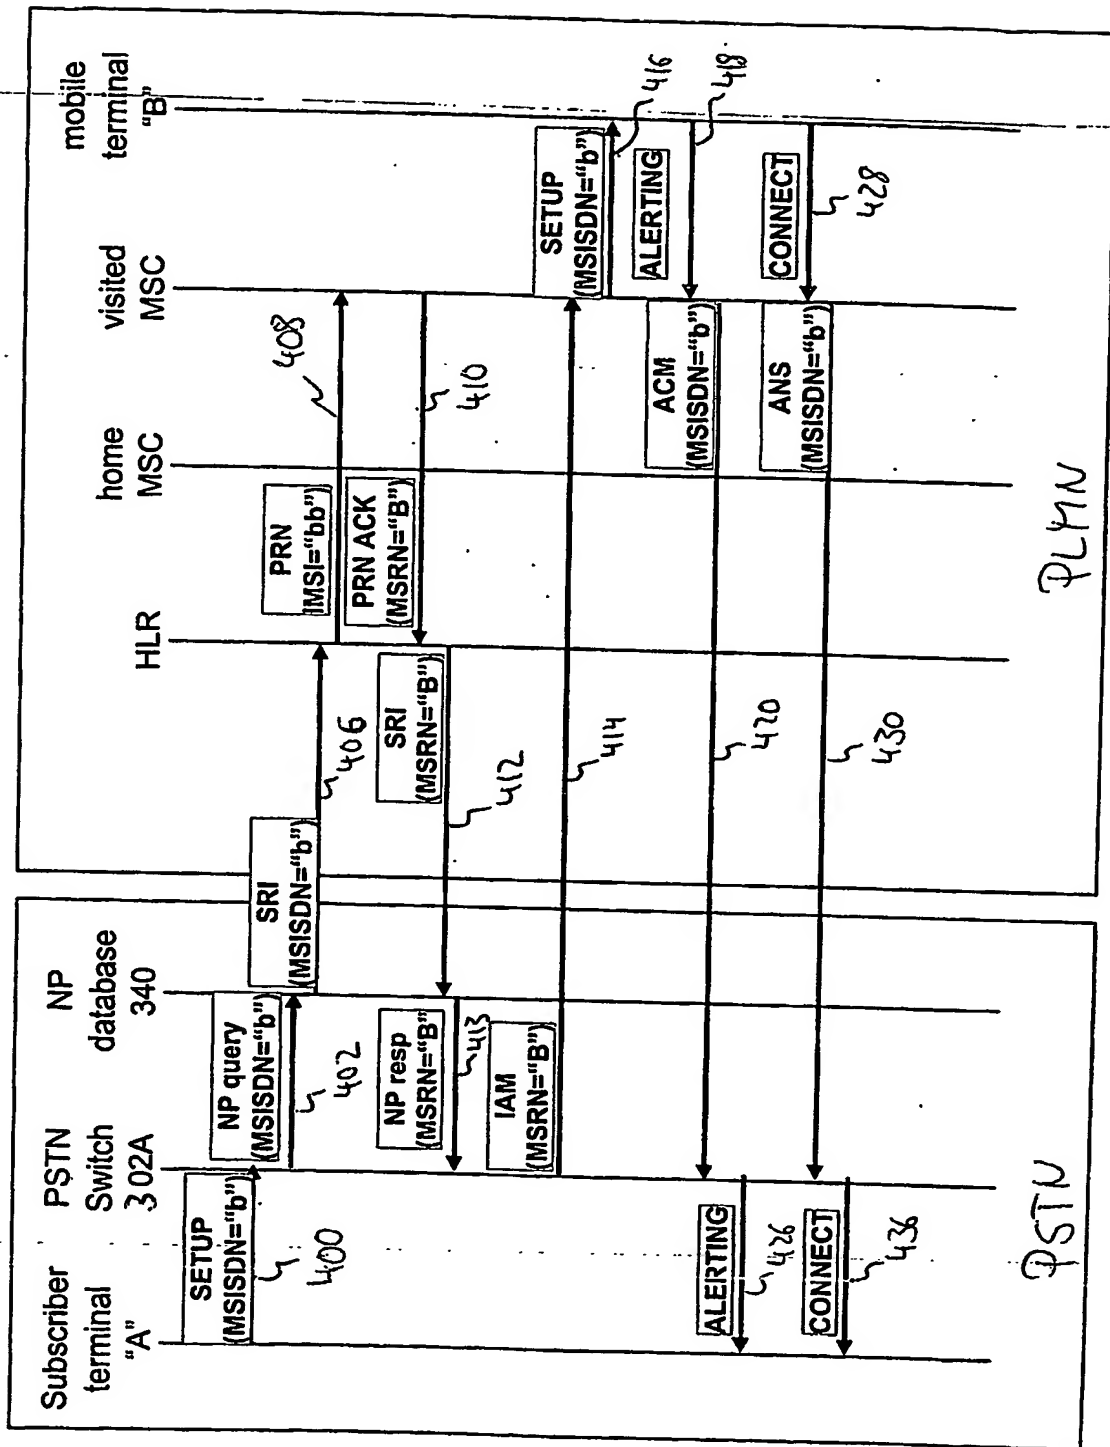 Subscriber
terminal
"A"
PSTN
Switch
302A
NP
database
340
HLR
home
MSC
visited
MSC
mobile
terminal
"B"
SETUP
(MSISDN="b")
400
NP query
(MSISDN="b")
402
SRI
(MSISDN="b")
406
PRN
IMSI="bb")
408
PRN ACK
(MSRN="B")
410
SRI
(MSRN="B")
412
NP resp
(MSRN="B")
413
IAM
(MSRN="B")
414
SETUP
(MSISDN="b")
416
ALERTING
418
ACM
(MSISDN="b")
420
ALERTING
426
CONNECT
428
ANS
(MSISDN="b")
430
CONNECT
436
PSTN
PLMN